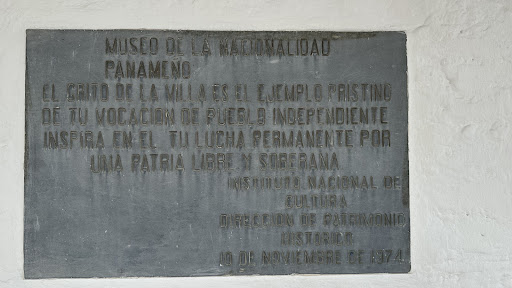 MUSEO DE LA NACIONALIDAD
PANAMENO
EL GRITO DE LA VILLA ES EL EJEMPLO PRISTINO
DE TU VOCACION DE PUEBLO INDEPENDIENTE
INSPIRA EN EL TU LUCHA PERMANENTE POR
UNA PATRIA LIBRE Y SOBERANA
INSTITUTO NACIONAL DE
CULTURA
DIRECCION DE PATRIMONIO
HISTORICO
10 DE NOVIEMBRE DE 1974